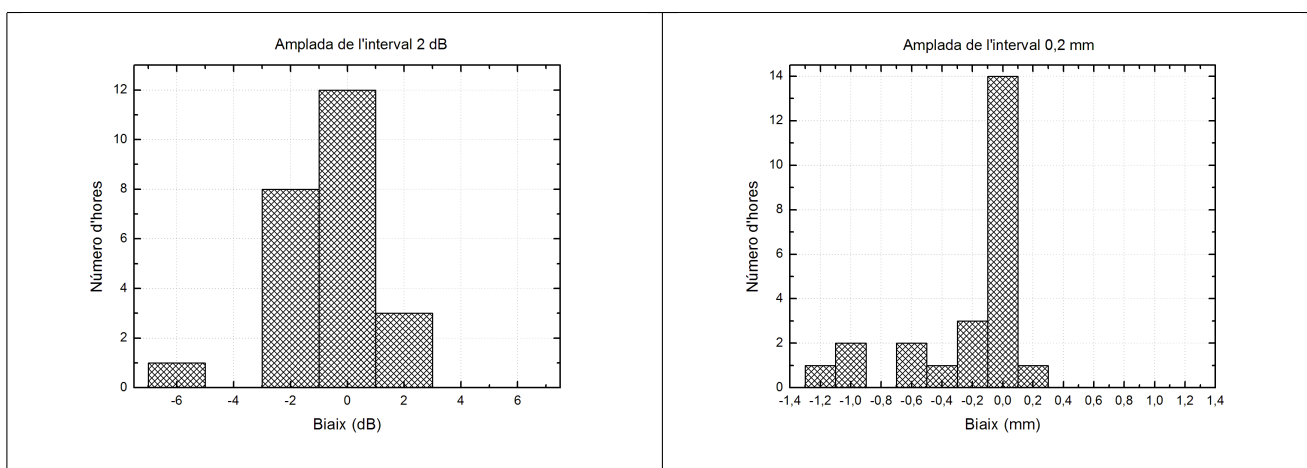 Amplada de l'interval 2 dB
12
10
8
6
4
2
0
-6 -4 -2 0 2 4 6
Número d'hores
Biaix (dB)
Amplada de l'interval 0,2 mm
14
12
10
8
6
4
2
0
-1,4 -1,2 -1,0 -0,8 -0,6 -0,4 -0,2 0,0 0,2 0,4 0,6 0,8 1,0 1,2 1,4
Número d'hores
Biaix (mm)